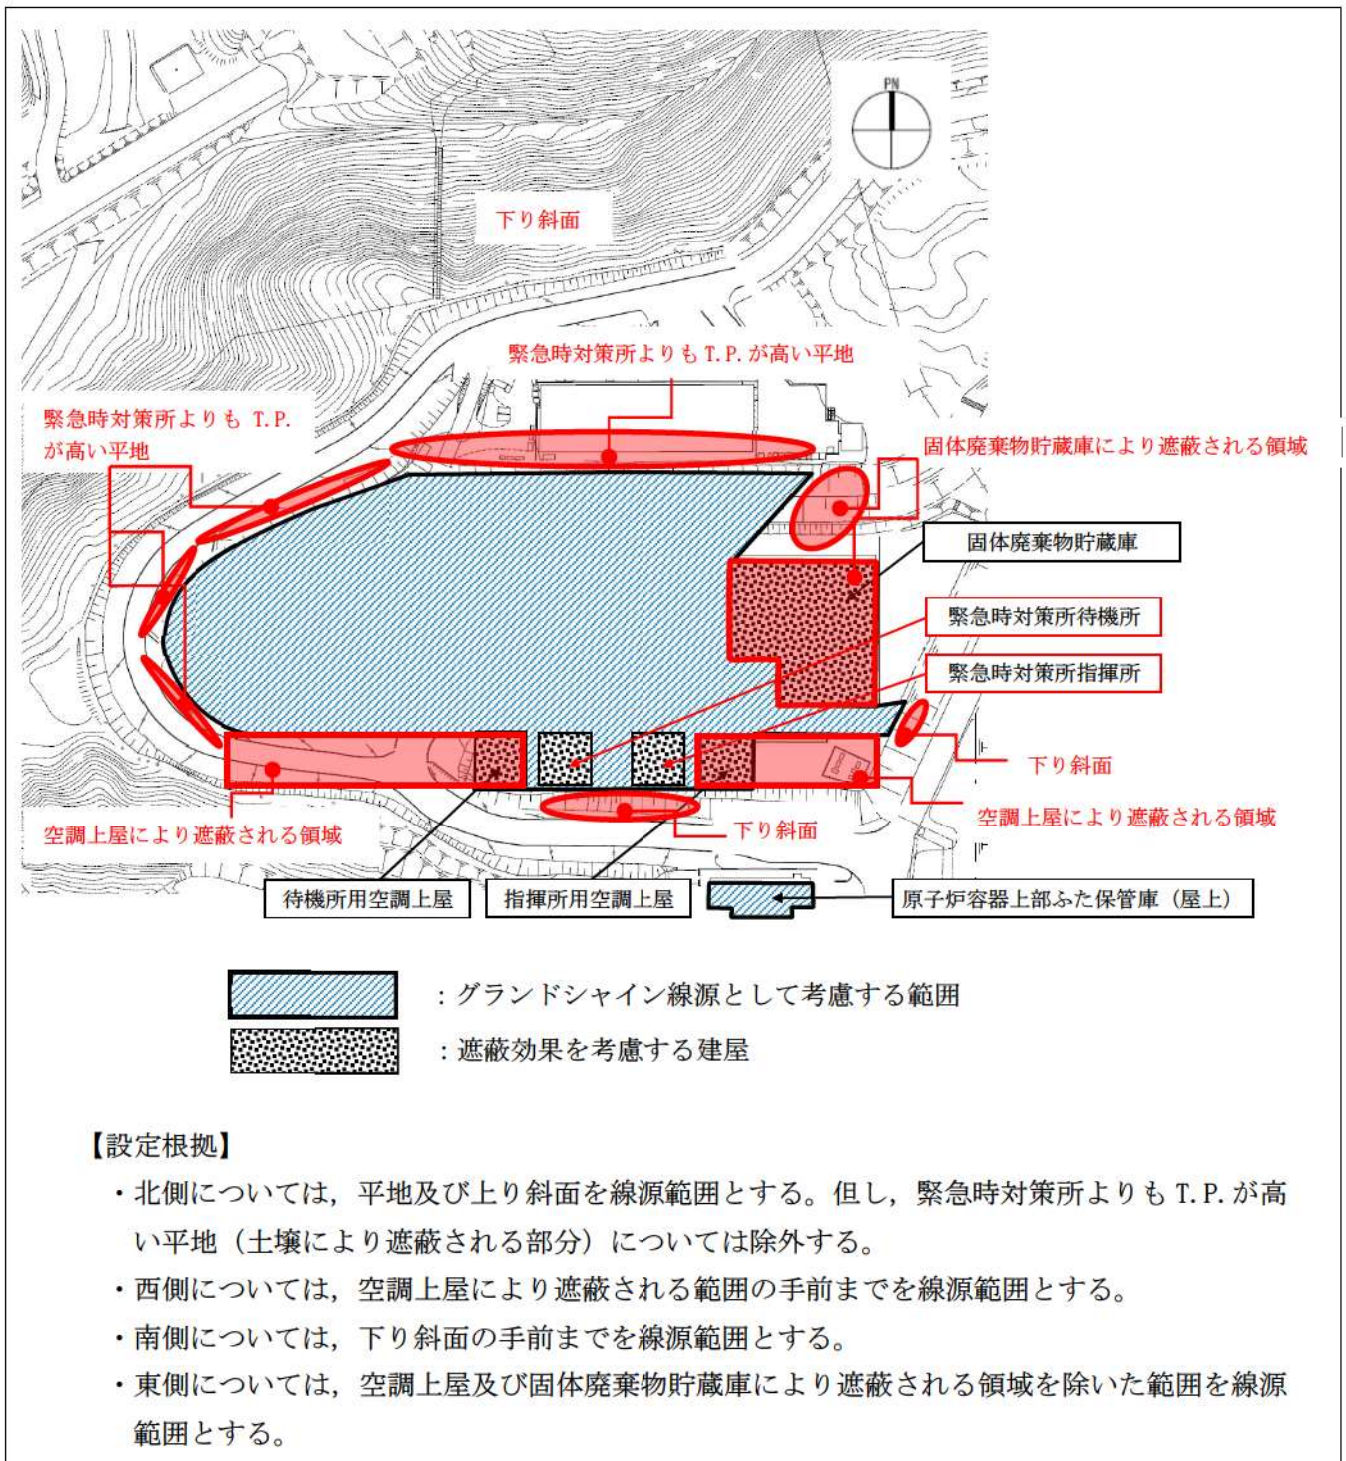 PN
下り斜面
緊急時対策所よりも T.P. が高い平地
緊急時対策所よりも T.P.
が高い平地
固体廃棄物貯蔵庫により遮蔽される領域
固体廃棄物貯蔵庫
緊急時対策所待機所
緊急時対策所指揮所
下り斜面
空調上屋により遮蔽される領域
空調上屋により遮蔽される領域
下り斜面
待機所用空調上屋
指揮所用空調上屋
原子炉容器上部ふた保管庫（屋上）
：グランドシャイン線源として考慮する範囲
：遮蔽効果を考慮する建屋
【設定根拠】
・北側については，平地及び上り斜面を線源範囲とする。但し，緊急時対策所よりも T.P. が高
い平地（土壌により遮蔽される部分）については除外する。
・西側については，空調上屋により遮蔽される範囲の手前までを線源範囲とする。
・南側については，下り斜面の手前までを線源範囲とする。
・東側については，空調上屋及び固体廃棄物貯蔵庫により遮蔽される領域を除いた範囲を線源
範囲とする。